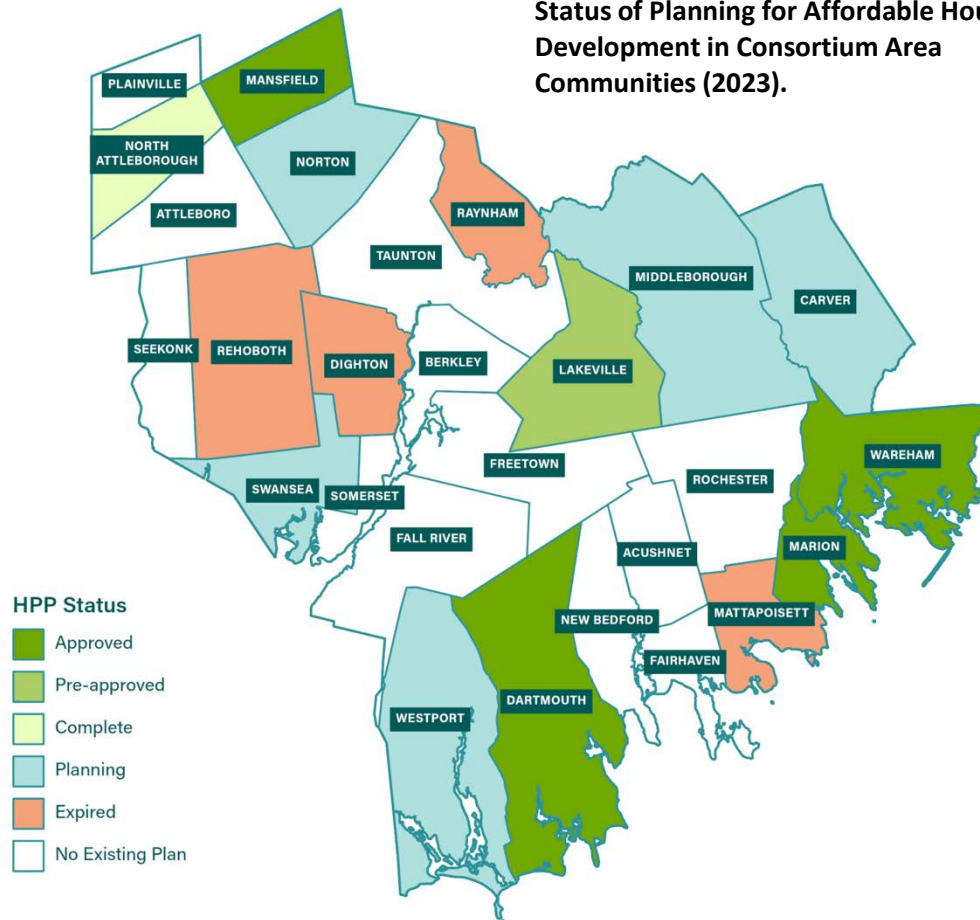 Status of Planning for Affordable Hou
Development in Consortium Area
Communities (2023).
PLAINVILLE
MANSFIELD
NORTH
ATTLEBOROUGH
NORTON
ATTLEBORO
RAYNHAM
TAUNTON
MIDDLEBOROUGH
CARVER
SEEKONK
REHOBOTH
DIGHTON
BERKLEY
LAKEVILLE
WAREHAM
FREETOWN
ROCHESTER
SWANSEA
SOMERSET
FALL RIVER
ACUSHNET
MARION
MATTAPOISETT
NEW BEDFORD
FAIRHAVEN
DARTMOUTH
WESTPORT
HPP Status
Approved
Pre-approved
Complete
Planning
Expired
No Existing Plan